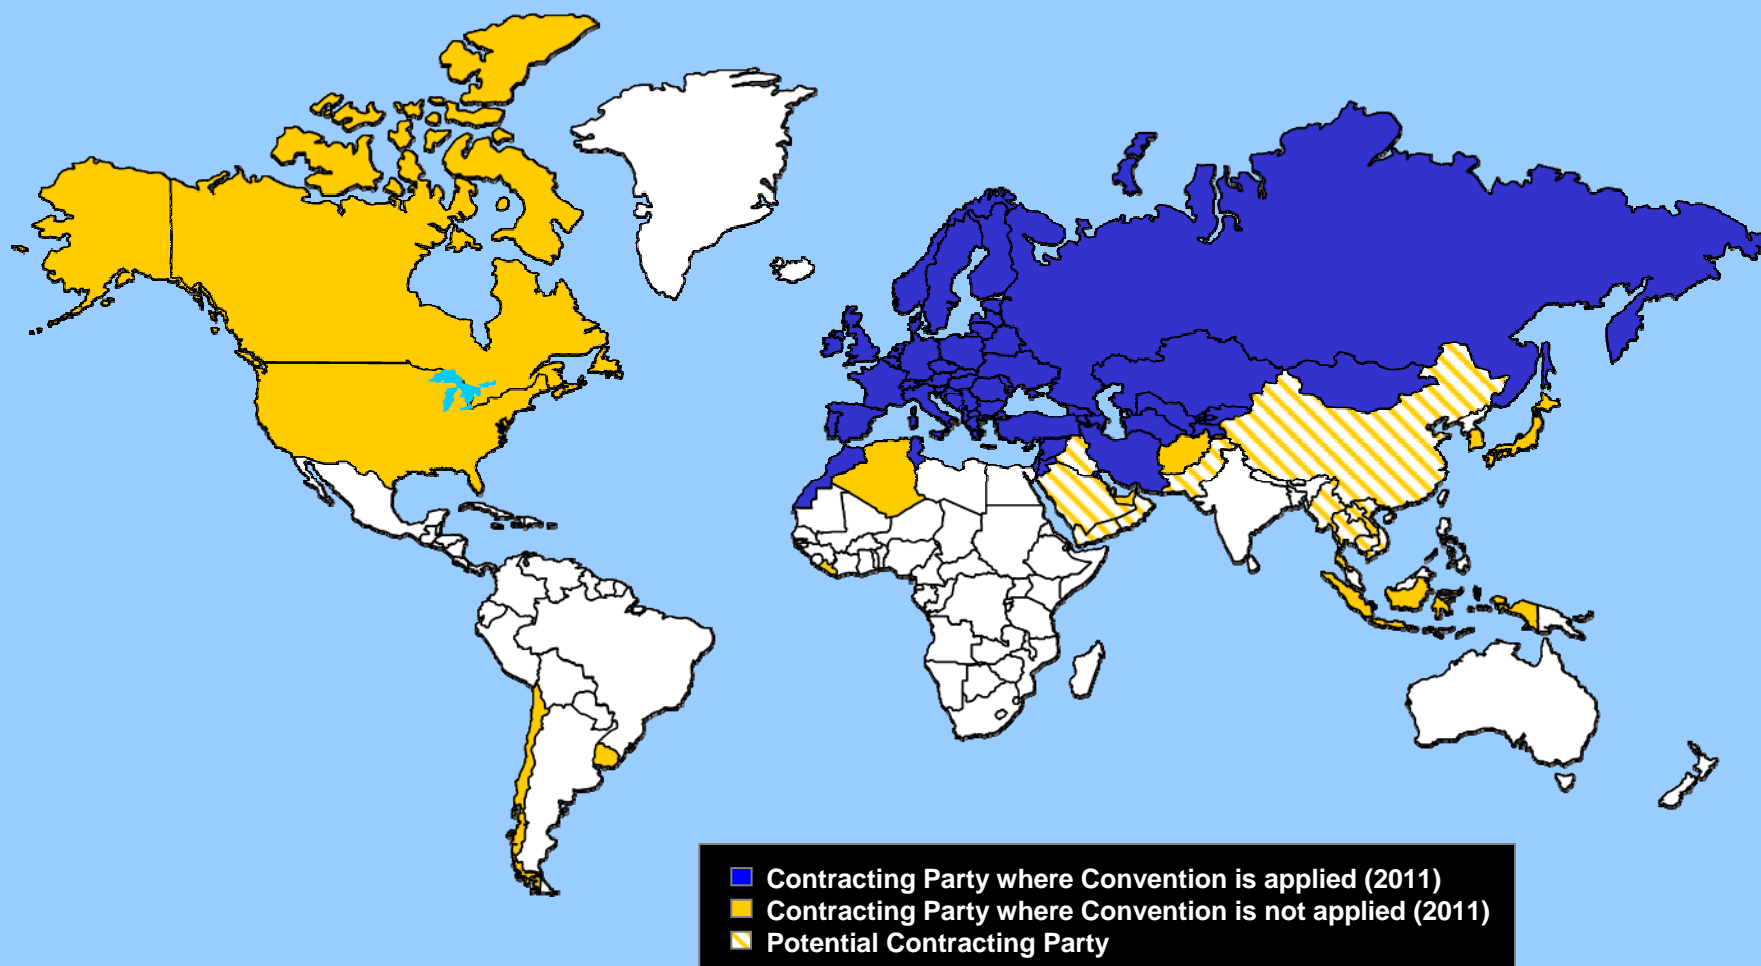 Contracting Party where Convention is applied (2011)
Contracting Party where Convention is not applied (2011)
Potential Contracting Party